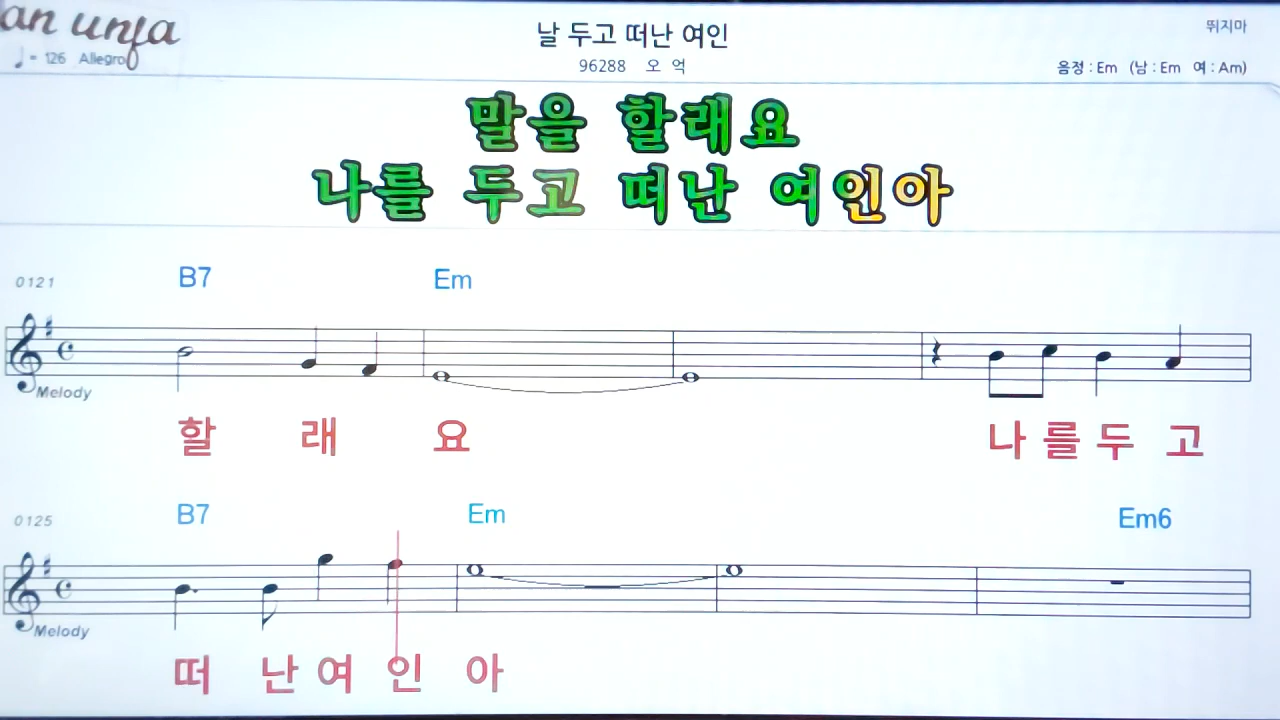 an unja
날 두고 떠난 여인
뛰지마
♩= 126 Allegro
96288 오 억
음정 : Em (남 : Em 여 : Am)
말을 할래요
나를 두고 떠난 여인아
0121
B7 Em
Melody
할 래 요 나 를 두 고
0125
B7 Em Em6
Melody
떠 난 여 인 아